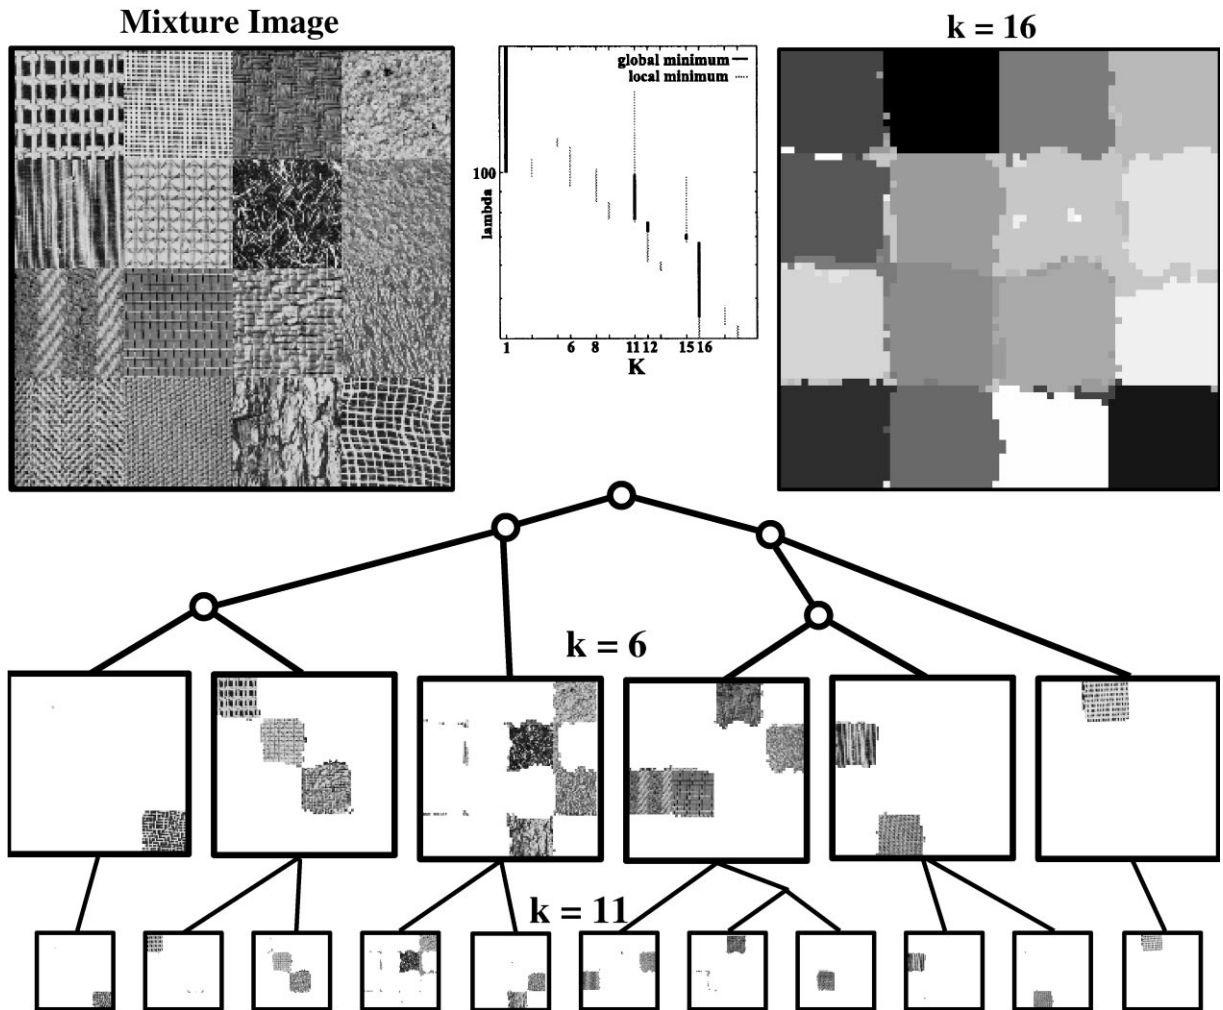 Mixture Image
k = 16
global minimum
local minimum
100
lambda
1 6 8 11 12 15 16
K
k = 6
k = 11